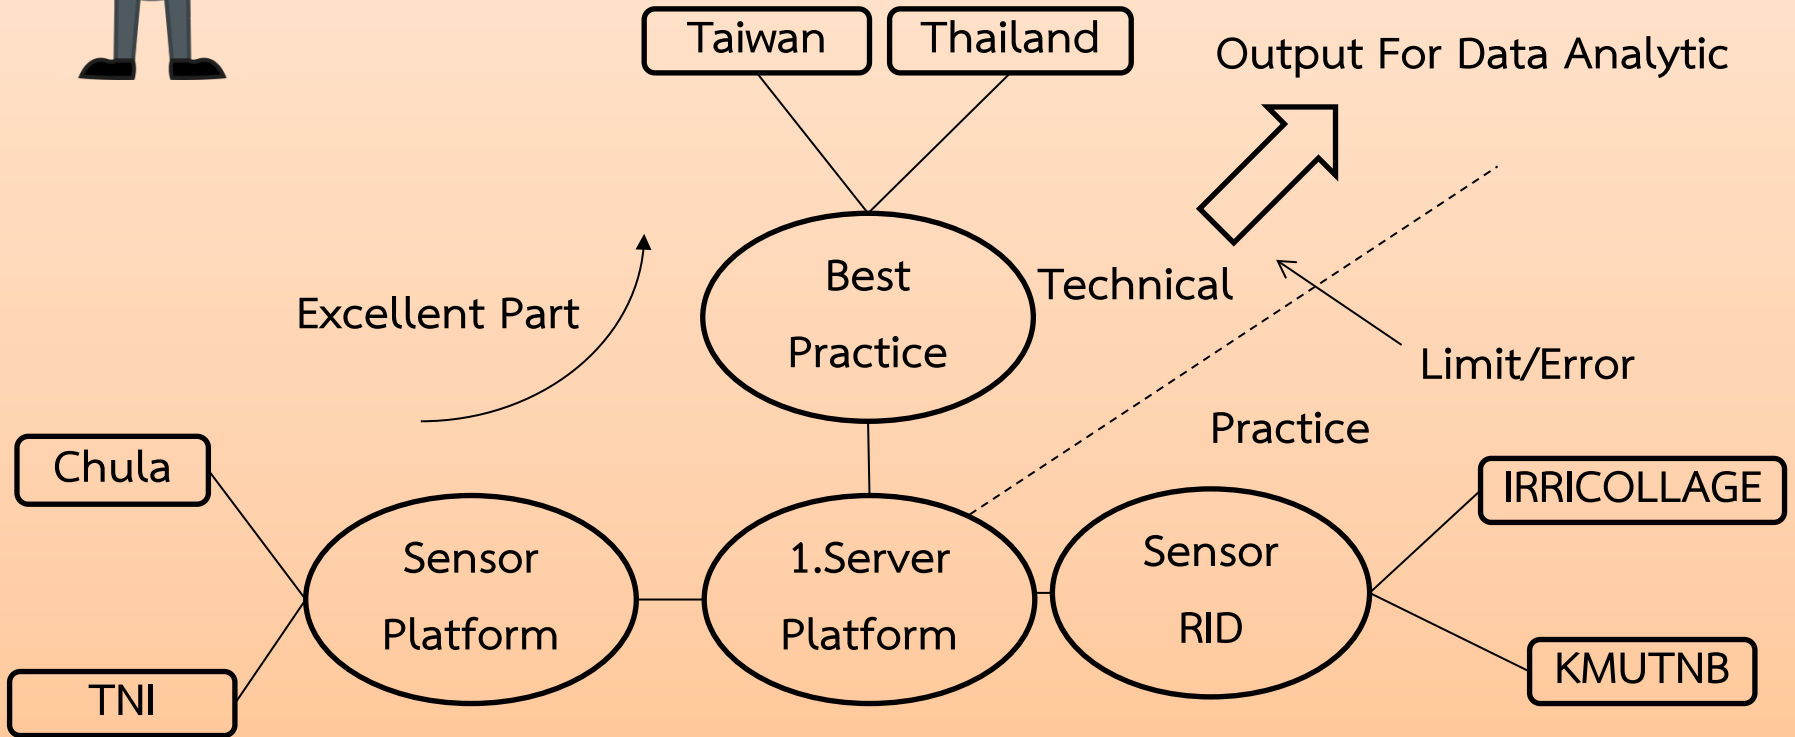 Taiwan
Thailand
Output For Data Analytic
Best
Practice
Technical
Excellent Part
Limit/Error
Practice
Chula
IRRICOLLAGE
Sensor
Platform
1.Server
Platform
Sensor
RID
TNI
KMUTNB